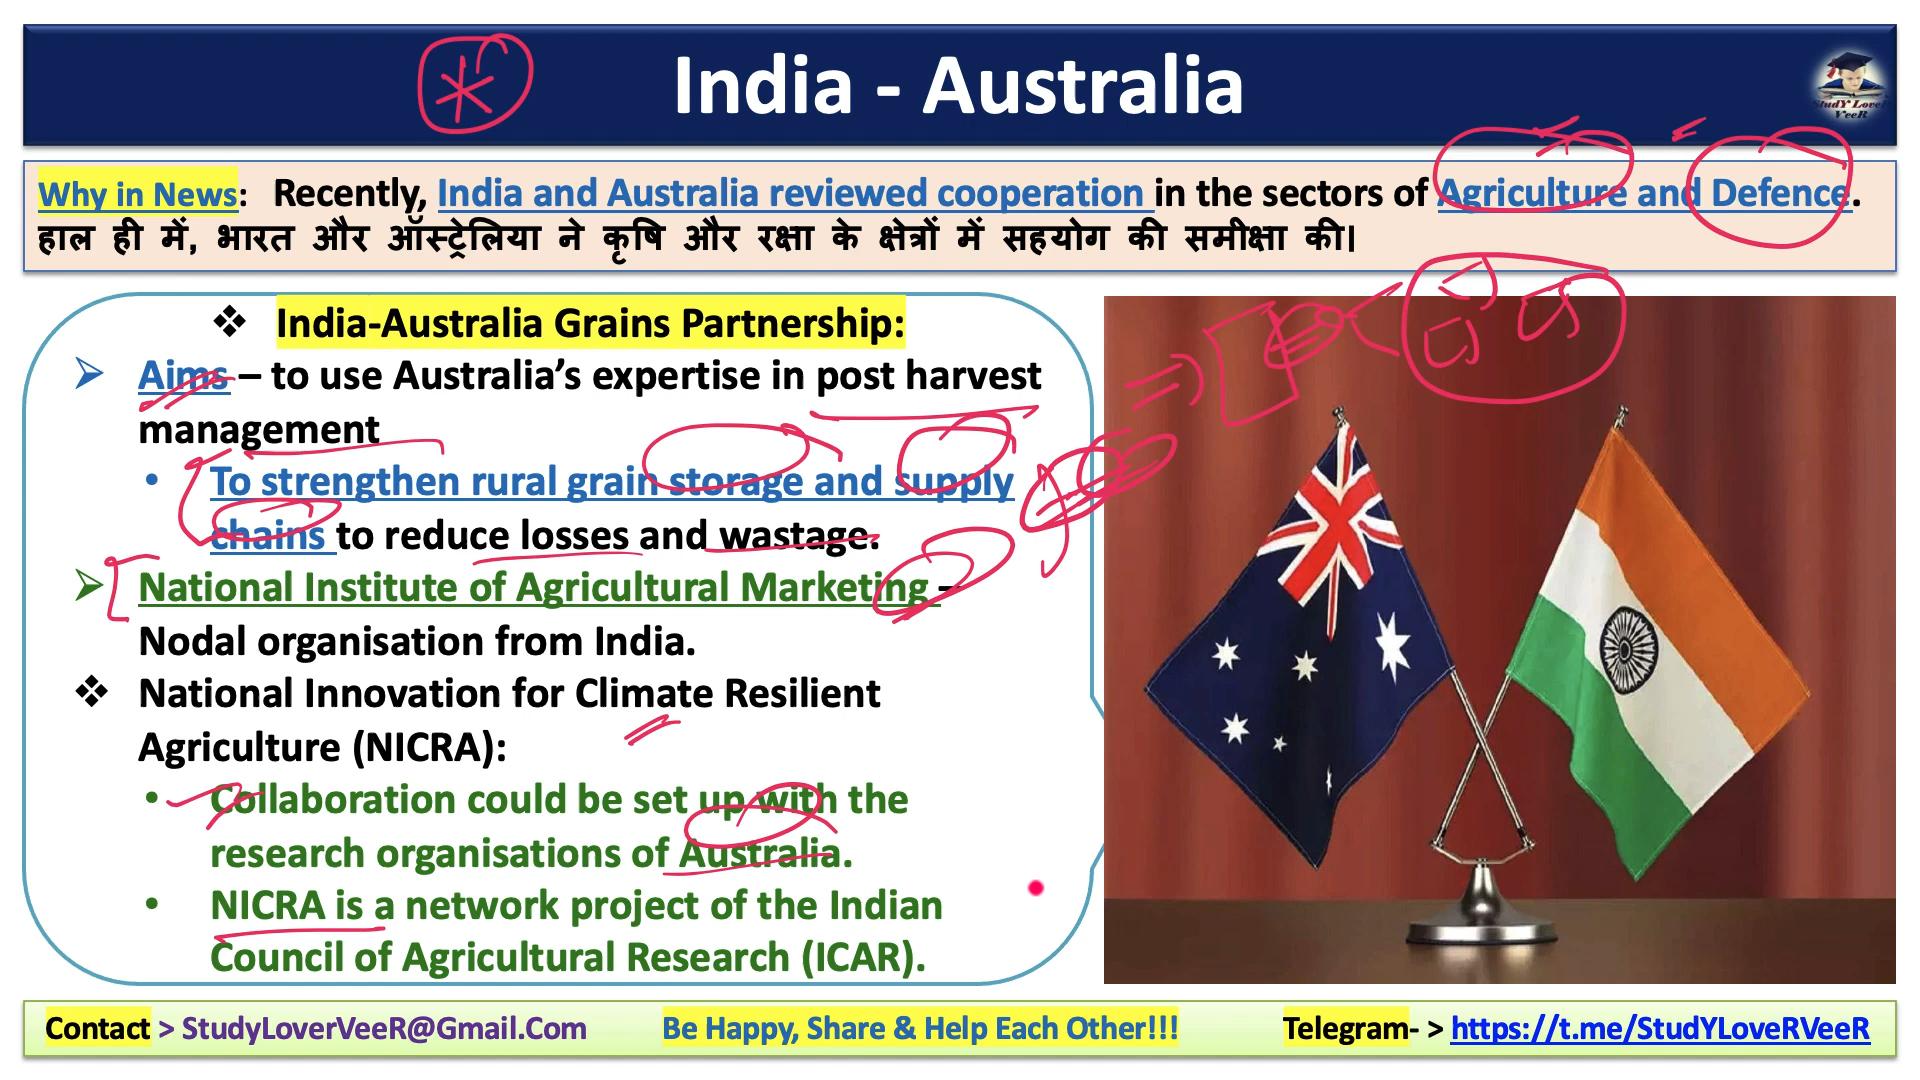 India - Australia
StudY LoveR
VeeR
Why in News: Recently, India and Australia reviewed cooperation in the sectors of Agriculture and Defence.
हाल ही में, भारत और ऑस्ट्रेलिया ने कृषि और रक्षा के क्षेत्रों में सहयोग की समीक्षा की।
❖ India-Australia Grains Partnership:
➢ Aims – to use Australia’s expertise in post harvest
management
• To strengthen rural grain storage and supply
chains to reduce losses and wastage.
➢ National Institute of Agricultural Marketing –
Nodal organisation from India.
❖ National Innovation for Climate Resilient
Agriculture (NICRA):
• Collaboration could be set up with the
research organisations of Australia.
• NICRA is a network project of the Indian
Council of Agricultural Research (ICAR).
Contact > StudyLoverVeeR@Gmail.Com Be Happy, Share & Help Each Other!!! Telegram- > https://t.me/StudYLoveRVeeR